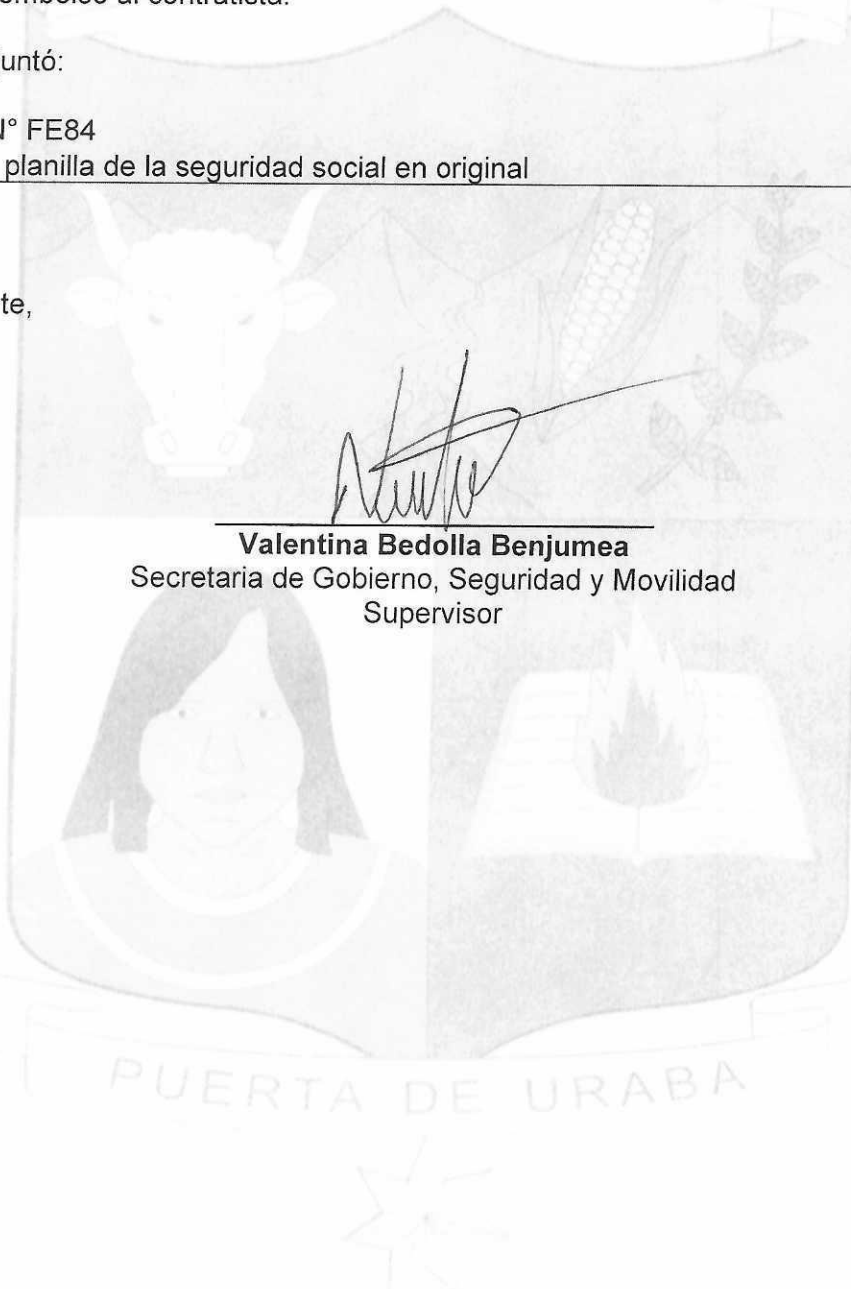 al contratista.
untó:
N° FE84
planilla de la seguridad social en original
te,
Valentina Bedolla Benjumea
Secretaria de Gobierno, Seguridad y Movilidad
Supervisor
PUERTA DE URABA